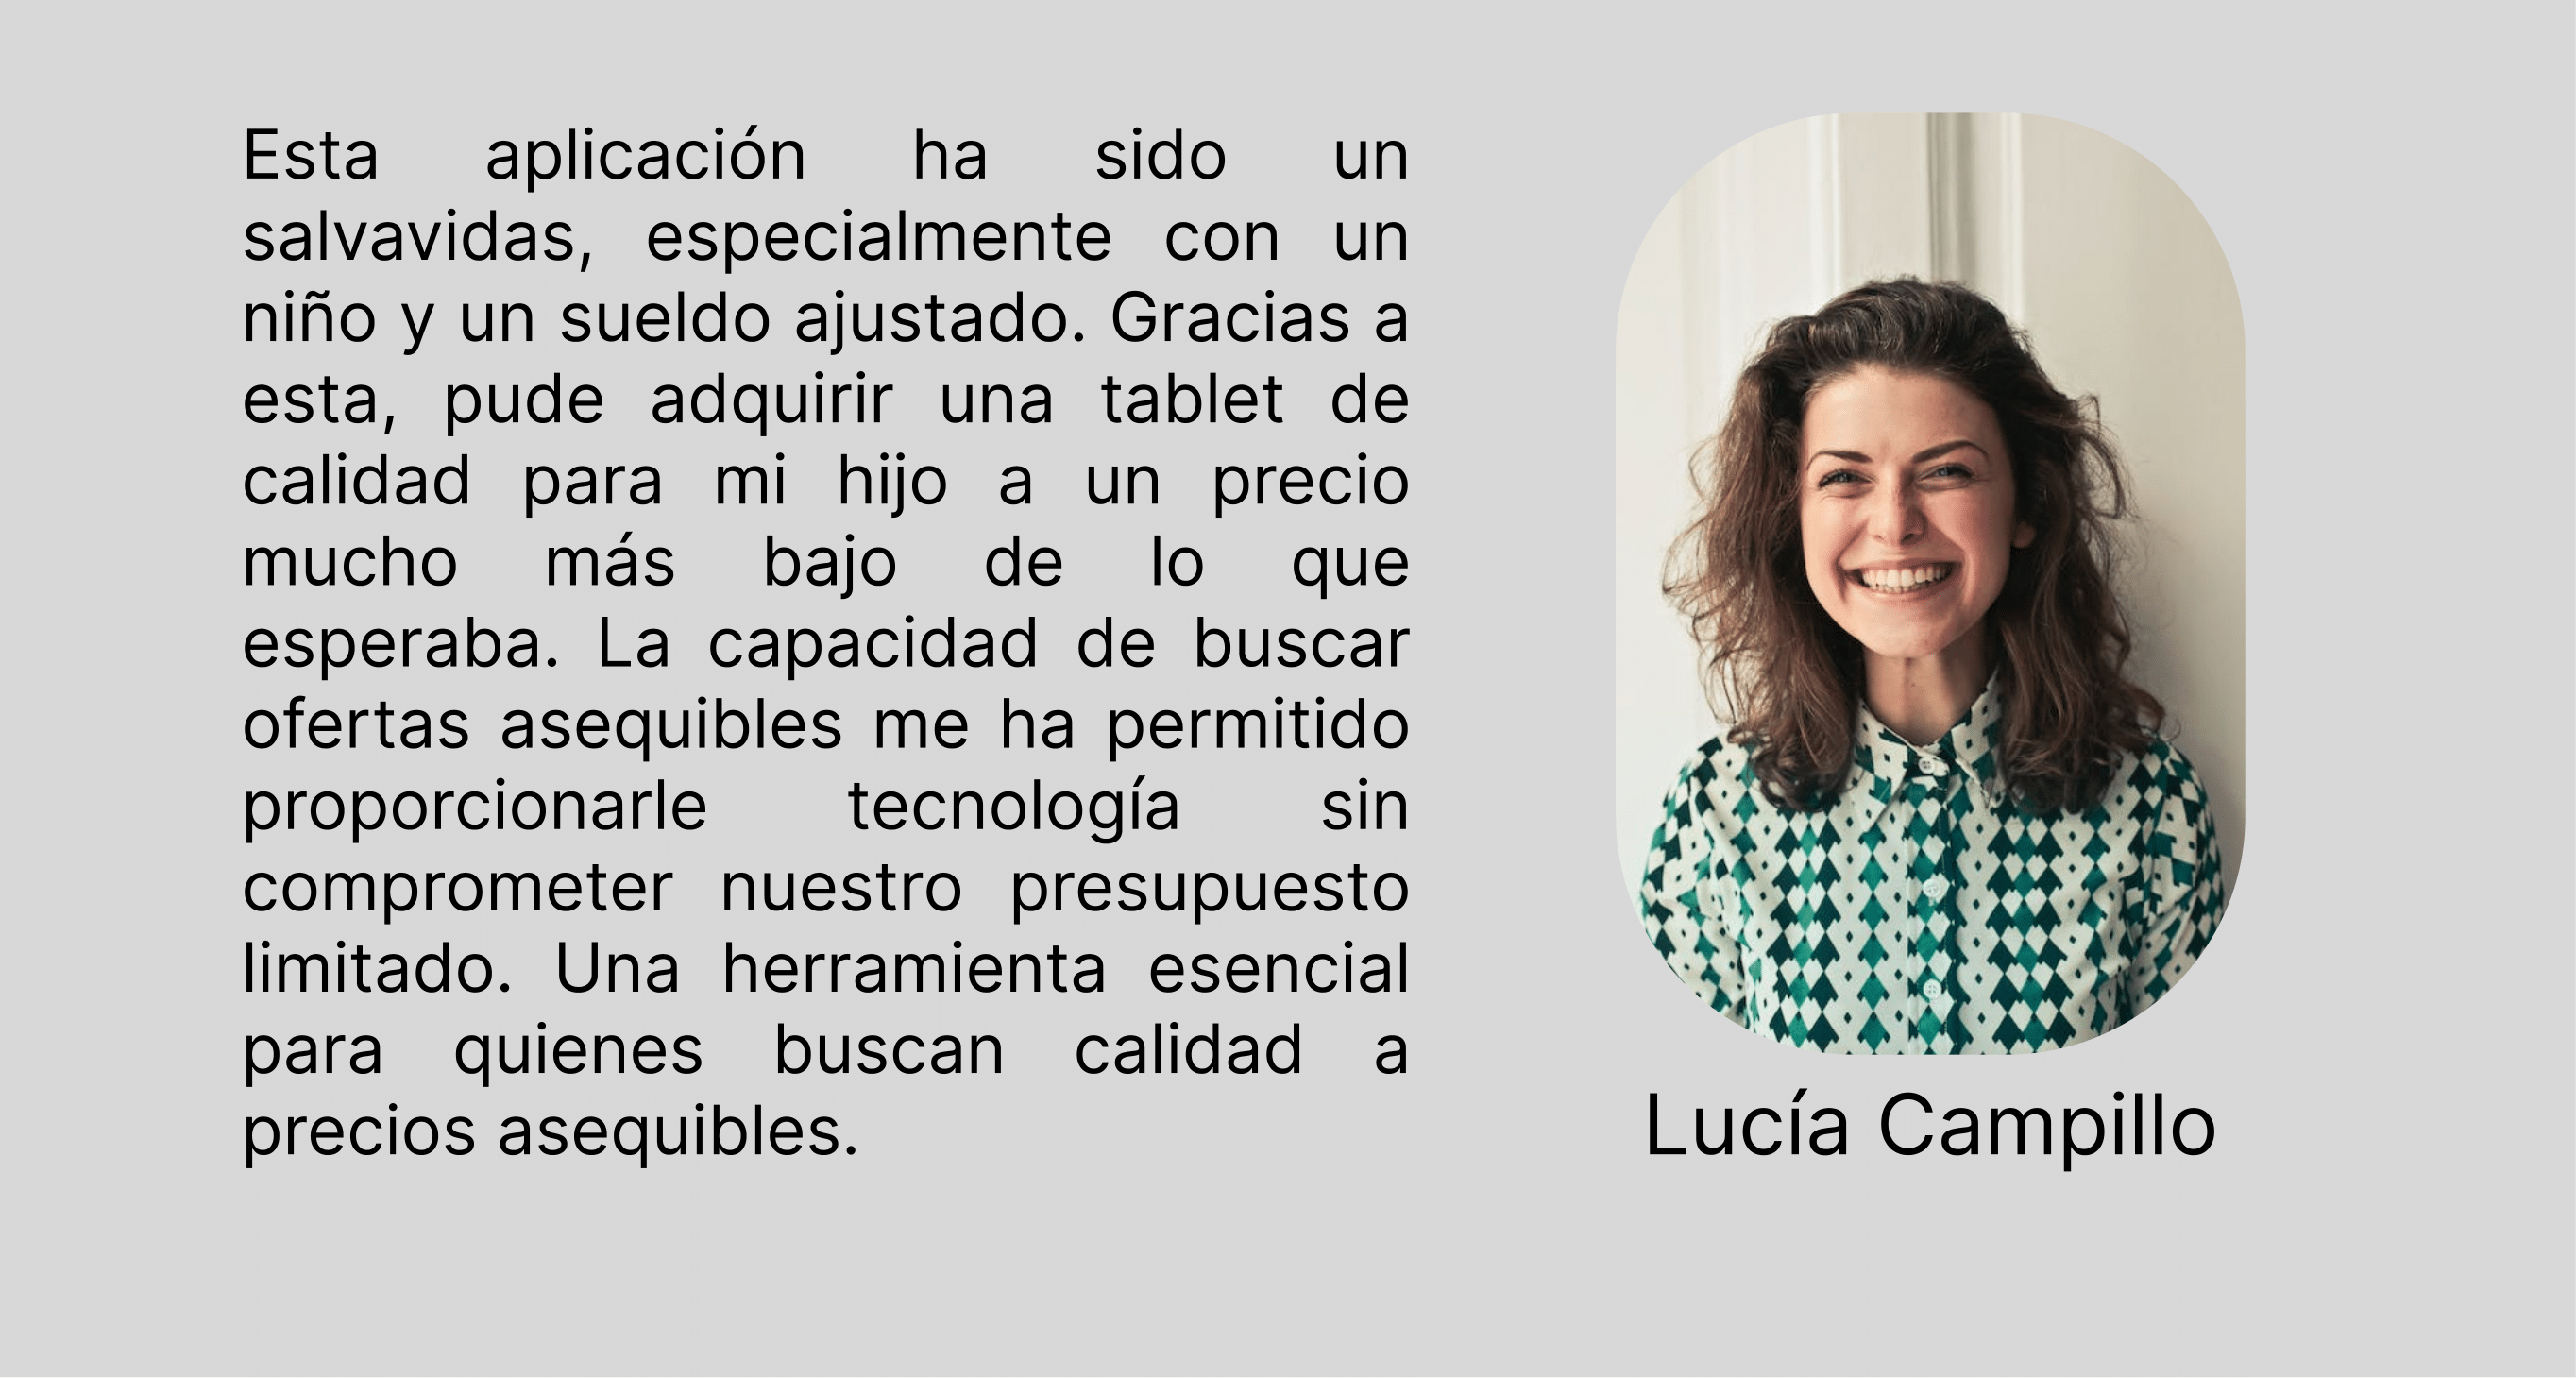 Esta aplicación ha sido un
salvavidas, especialmente con un
niño y un sueldo ajustado. Gracias a
esta, pude adquirir una tablet de
calidad para mi hijo a un precio
mucho más bajo de lo que
esperaba. La capacidad de buscar
ofertas asequibles me ha permitido
proporcionarle tecnología sin
comprometer nuestro presupuesto
limitado. Una herramienta esencial
para quienes buscan calidad a
precios asequibles.
Lucía Campillo